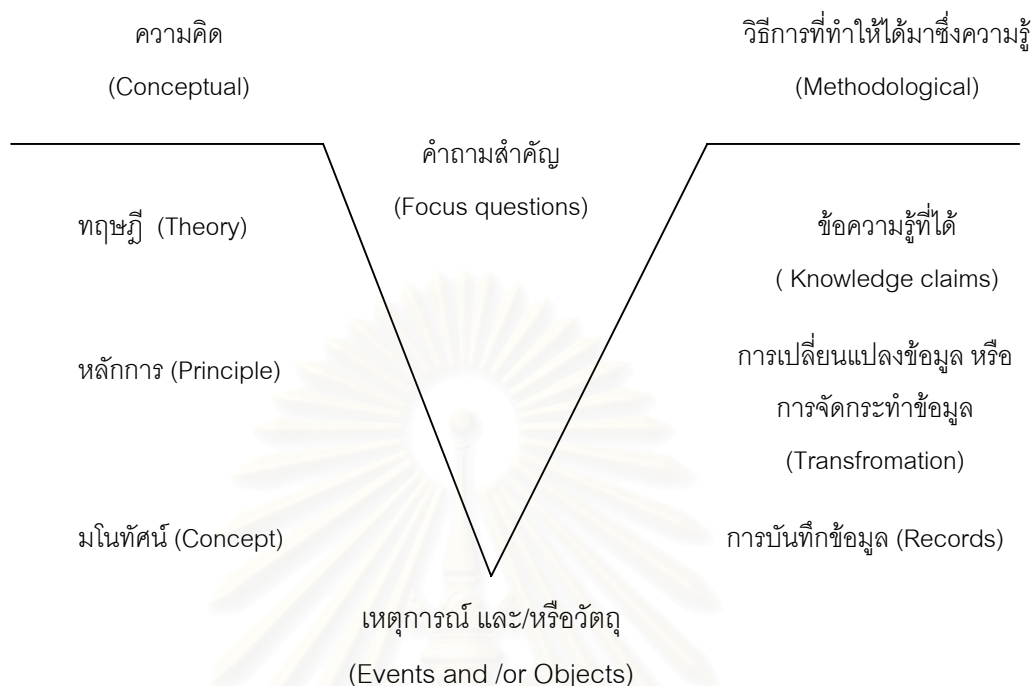 ความคิด
(Conceptual)
วิธีการที่ทำให้ได้มาซึ่งความรู้
(Methodological)
คำถามสำคัญ
(Focus questions)
ทฤษฎี (Theory)
ข้อความรู้ที่ได้
( Knowledge claims)
หลักการ (Principle)
การเปลี่ยนแปลงข้อมูล หรือ
การจัดกระทำข้อมูล
(Transfromation)
มโนทัศน์ (Concept)
การบันทึกข้อมูล (Records)
เหตุการณ์ และ/หรือวัตถุ
(Events and /or Objects)